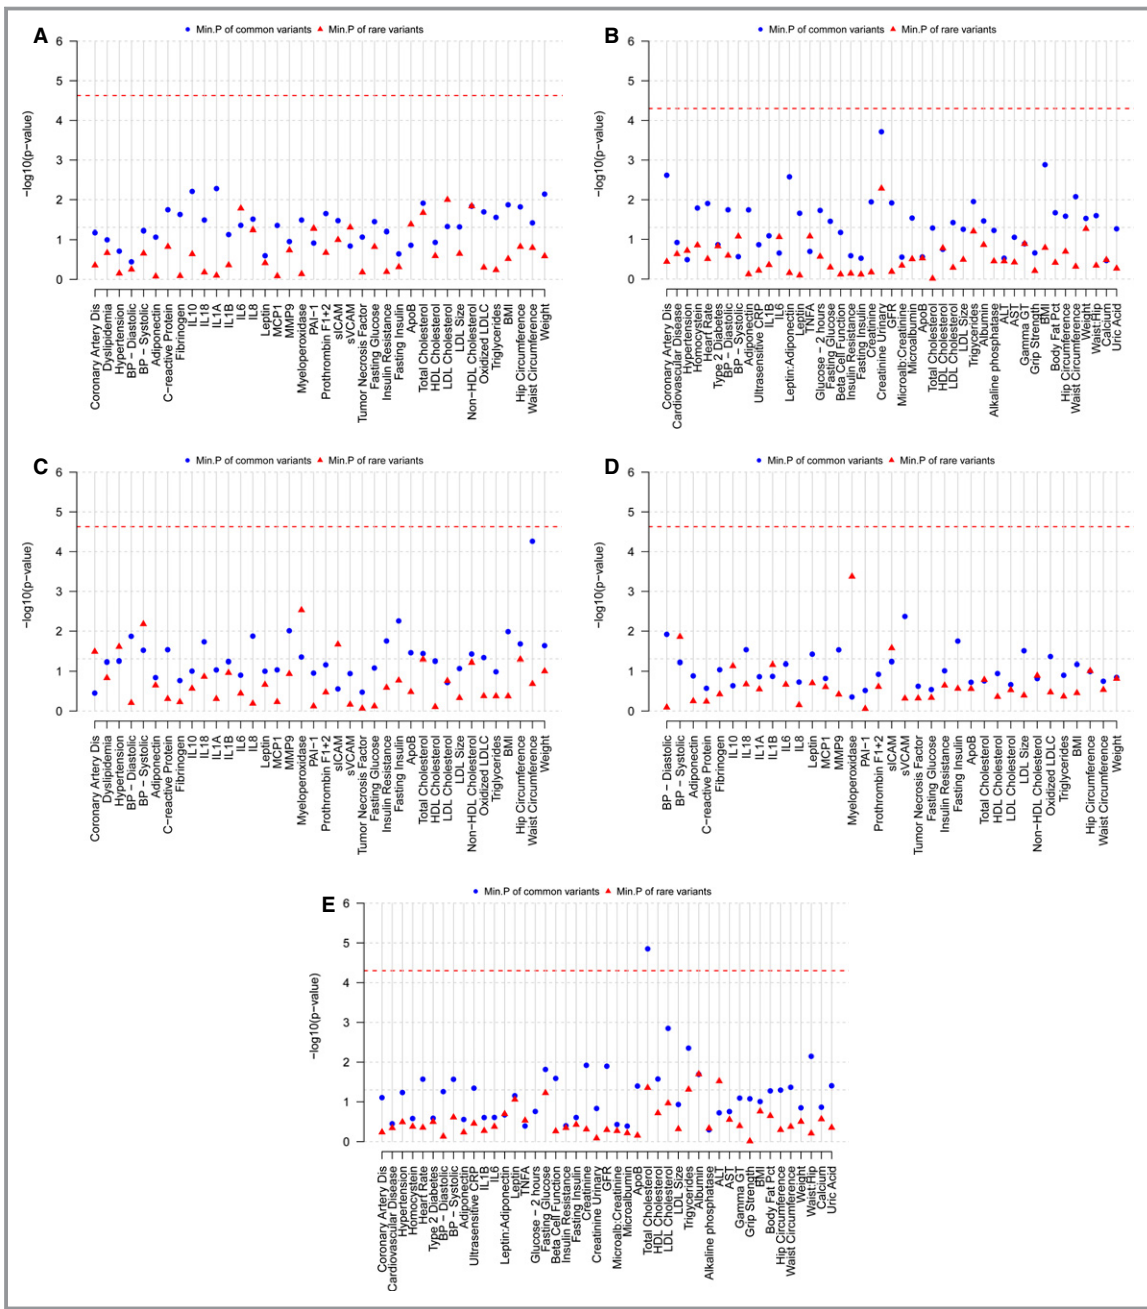 A
Min.P of common variants Min.P of rare variants
6
5
4
3
2
1
0
−log10(p−value)
Coronary Artery Dis
Dyslipidemia
Hypertension
BP − Diastolic
BP − Systolic
Adiponectin
C−reactive Protein
Fibrinogen
IL10
IL18
IL1A
IL1B
IL6
IL8
Leptin
MCP1
MMP9
Myeloperoxidase
PAI−1
Prothrombin F1+2
sICAM
sVCAM
Tumor Necrosis Factor
Fasting Glucose
Insulin Resistance
Fasting Insulin
ApoB
Total Cholesterol
HDL Cholesterol
LDL Cholesterol
LDL Size
Non−HDL Cholesterol
Oxidized LDLC
Triglycerides
BMI
Hip Circumference
Waist Circumference
Weight
B
Min.P of common variants Min.P of rare variants
6
5
4
3
2
1
0
−log10(p−value)
Coronary Artery Dis
Cardiovascular Disease
Hypertension
Homocystein
Heart Rate
Type 2 Diabetes
BP − Diastolic
BP − Systolic
Adiponectin
Ultrasensitive CRP
IL1B
IL6
Leptin:Adiponectin
Leptin
TNFA
Glucose − 2 hours
Fasting Glucose
Beta Cell Function
Insulin Resistance
Fasting Insulin
Creatinine
Creatinine Urinary
GFR
Microalb:Creatinine
Microalbumin
ApoB
Total Cholesterol
HDL Cholesterol
LDL Cholesterol
LDL Size
Trigycerides
Albumin
Alkaline phosphatase
ALT
AST
Gamma GT
Grip Strength
BMI
Body Fat Pct
Hip Circumference
Waist Circumference
Weight
Waist:Hip
Calcium
Uric Acid
C
Min.P of common variants Min.P of rare variants
6
5
4
3
2
1
0
−log10(p−value)
Coronary Artery Dis
Dyslipidemia
Hypertension
BP − Diastolic
BP − Systolic
Adiponectin
C−reactive Protein
Fibrinogen
IL10
IL18
IL1A
IL1B
IL6
IL8
Leptin
MCP1
MMP9
Myeloperoxidase
PAI−1
Prothrombin F1+2
sICAM
sVCAM
Tumor Necrosis Factor
Fasting Glucose
Insulin Resistance
Fasting Insulin
ApoB
Total Cholesterol
HDL Cholesterol
LDL Cholesterol
LDL Size
Non−HDL Cholesterol
Oxidized LDLC
Triglycerides
BMI
Hip Circumference
Waist Circumference
Weight
D
Min.P of common variants Min.P of rare variants
6
5
4
3
2
1
0
−log10(p−value)
BP − Diastolic
BP − Systolic
Adiponectin
C−reactive Protein
Fibrinogen
IL10
IL18
IL1A
IL1B
IL6
IL8
Leptin
MCP1
MMP9
Myeloperoxidase
PAI−1
Prothrombin F1+2
sICAM
sVCAM
Tumor Necrosis Factor
Fasting Glucose
Insulin Resistance
Fasting Insulin
ApoB
Total Cholesterol
HDL Cholesterol
LDL Cholesterol
LDL Size
Non−HDL Cholesterol
Oxidized LDLC
Triglycerides
BMI
Hip Circumference
Waist Circumference
Weight
E
Min.P of common variants Min.P of rare variants
6
5
4
3
2
1
0
−log10(p−value)
Coronary Artery Dis
Cardiovascular Disease
Hypertension
Homocystein
Heart Rate
Type 2 Diabetes
BP − Diastolic
BP − Systolic
Adiponectin
Ultrasensitive CRP
IL1B
IL6
Leptin:Adiponectin
Leptin
TNFA
Glucose − 2 hours
Fasting Glucose
Beta Cell Function
Insulin Resistance
Fasting Insulin
Creatinine
Creatinine Urinary
GFR
Microalb:Creatinine
Microalbumin
ApoB
Total Cholesterol
HDL Cholesterol
LDL Cholesterol
LDL Size
Trigycerides
Albumin
Alkaline phosphatase
ALT
AST
Gamma GT
Grip Strength
BMI
Body Fat Pct
Hip Circumference
Waist Circumference
Weight
Waist:Hip
Calcium
Uric Acid